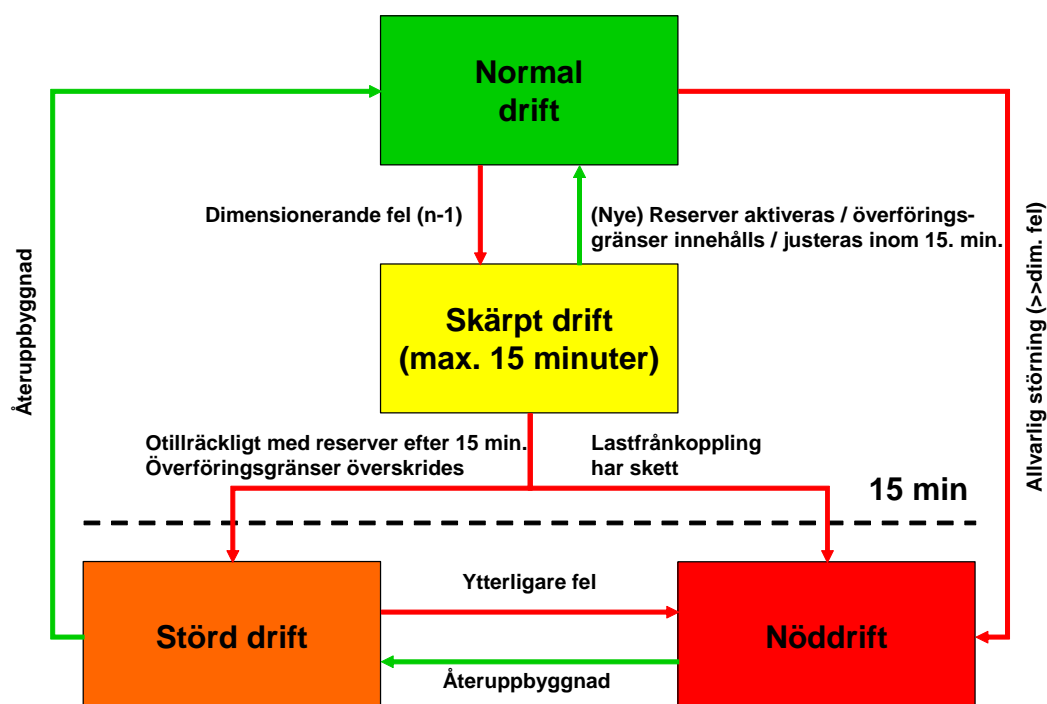 Normal
drift
Dimensionerande fel (n-1)
(Nye) Reserver aktiveras / överförings-
gränser innehålls / justeras inom 15. min.
Återuppbyggnad
Allvarlig störning (>>dim. fel)
Skärpt drift
(max. 15 minuter)
Otillräckligt med reserver efter 15 min.
Överföringsgränser överskrides
Lastfrånkoppling
har skett
15 min
Störd drift
Ytterligare fel
Nöddrift
Återuppbyggnad